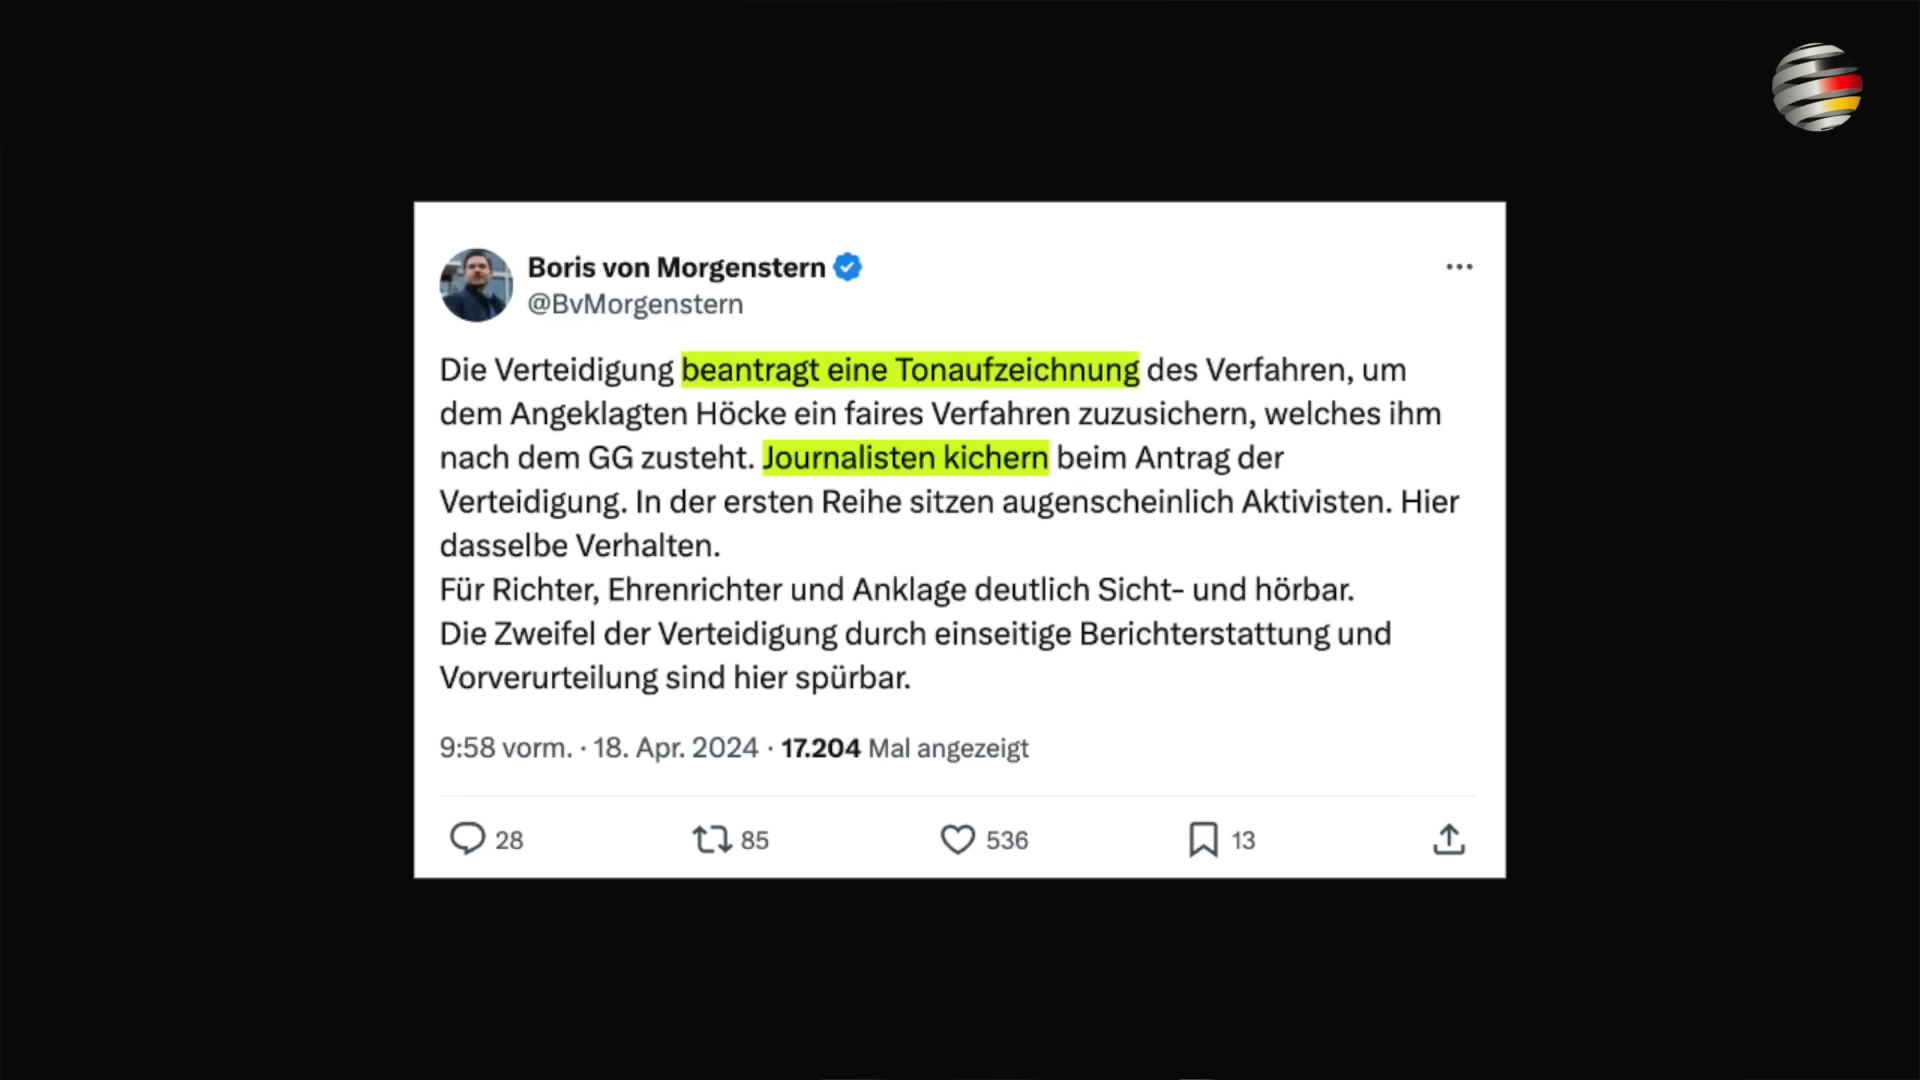 Boris von Morgenstern
@BvMorgenstern
Die Verteidigung beantragt eine Tonaufzeichnung des Verfahren, um
dem Angeklagten Höcke ein faires Verfahren zuzusichern, welches ihm
nach dem GG zusteht. Journalisten kichern beim Antrag der
Verteidigung. In der ersten Reihe sitzen augenscheinlich Aktivisten. Hier
dasselbe Verhalten.
Für Richter, Ehrenrichter und Anklage deutlich Sicht- und hörbar.
Die Zweifel der Verteidigung durch einseitige Berichterstattung und
Vorverurteilung sind hier spürbar.
9:58 vorm. · 18. Apr. 2024 · 17.204 Mal angezeigt
28 85 536 13